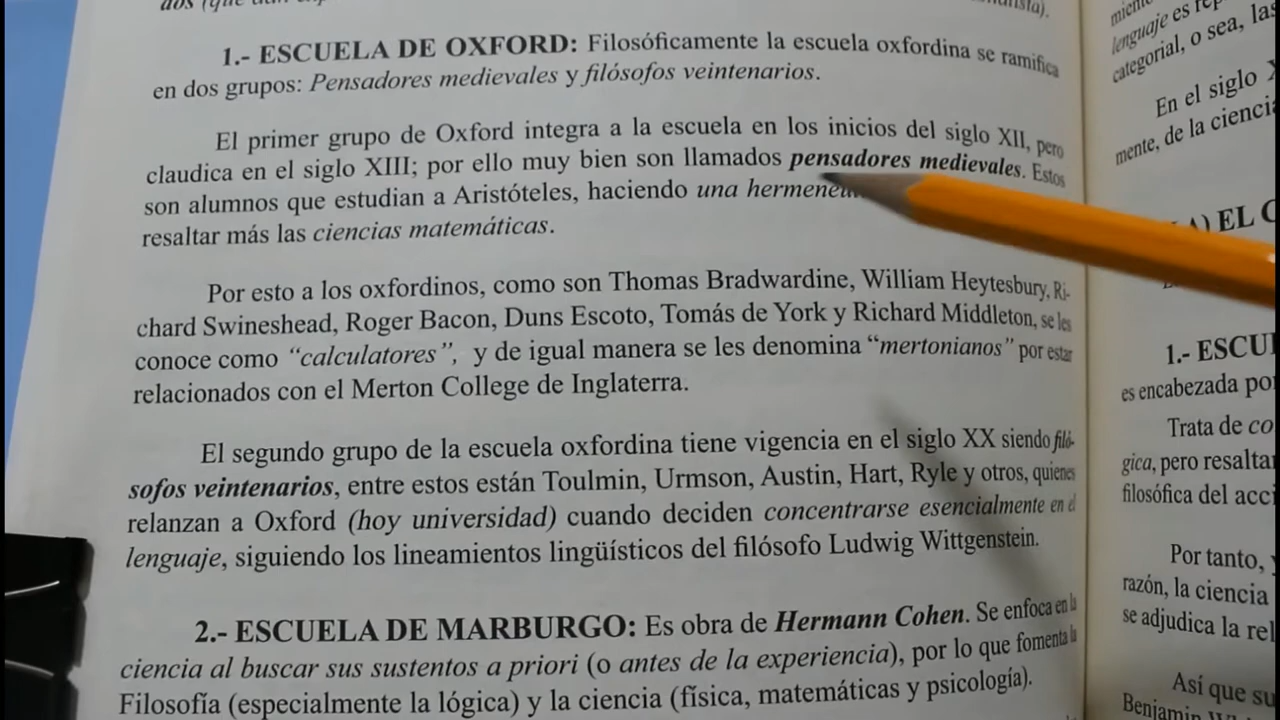 1.- ESCUELA DE OXFORD: Filosóficamente la escuela oxfordina se ramifica
en dos grupos: Pensadores medievales y filósofos veintenarios.
El primer grupo de Oxford integra a la escuela en los inicios del siglo XII, pero
claudica en el siglo XIII; por ello muy bien son llamados pensadores medievales. Estos
son alumnos que estudian a Aristóteles, haciendo una
resaltar más las ciencias matemáticas.
Por esto a los oxfordinos, como son Thomas Bradwardine, William Heytesbury, Ri-
chard Swineshead, Roger Bacon, Duns Escoto, Tomás de York y Richard Middleton, se les
conoce como “calculatores”, y de igual manera se les denomina “mertonianos” por estar
relacionados con el Merton College de Inglaterra.
El segundo grupo de la escuela oxfordina tiene vigencia en el siglo XX siendo filó-
sofos veintenarios, entre estos están Toulmin, Urmson, Austin, Hart, Ryle y otros, quienes
relanzan a Oxford (hoy universidad) cuando deciden concentrarse esencialmente en el
lenguaje, siguiendo los lineamientos lingüísticos del filósofo Ludwig Wittgenstein.
2.- ESCUELA DE MARBURGO: Es obra de Hermann Cohen. Se enfoca en la
ciencia al buscar sus sustentos a priori (o antes de la experiencia), por lo que fomenta la
Filosofía (especialmente la lógica) y la ciencia (física, matemáticas y psicología).
lenguaje es
categorial, o sea, las
En el siglo
mente, de la ciencia
EL
1.- ESCU
es encabezada por
Trata de co
gica, pero resaltar
filosófica del acci
Por tanto, y
razón, la ciencia
se adjudica la rel
Así que su
Benjamin